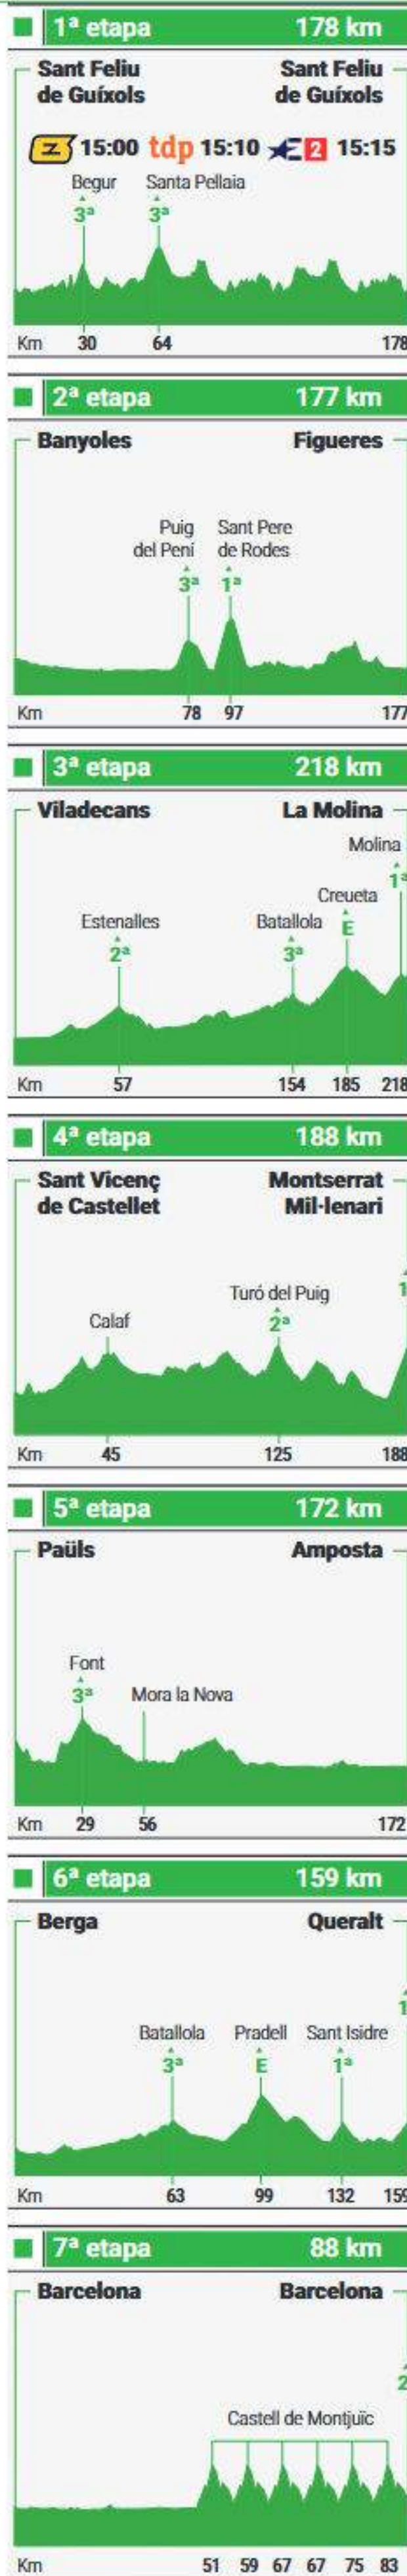 1ª etapa 178 km
Sant Feliu de Guíxols
Sant Feliu de Guíxols
Z 15:00 tdp 15:10 E2 15:15
Begur Santa Pellaia
3ª 3ª
Km 30 64 178
2ª etapa 177 km
Banyoles Figueres
Puig del Pení
Sant Pere de Rodes
3ª 1ª
Km 78 97 177
3ª etapa 218 km
Viladecans La Molina
Molina
1ª
Creueta
E
Estenalles Batallola
2ª 3ª
Km 57 154 185 218
4ª etapa 188 km
Sant Vicenç de Castellet
Montserrat Mil·lenari
1
Turó del Puig
2ª
Calaf
Km 45 125 188
5ª etapa 172 km
Paüls Amposta
Font
3ª
Mora la Nova
Km 29 56 172
6ª etapa 159 km
Berga Queralt
1
Batallola Pradell Sant Isidre
3ª E 1ª
Km 63 99 132 159
7ª etapa 88 km
Barcelona Barcelona
2
Castell de Montjuïc
Km 51 59 67 67 75 83